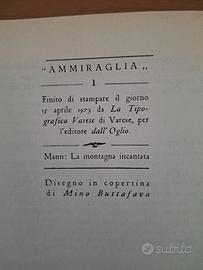 "AMMIRAGLIA"
I
Finito di stampare il giorno
15 aprile 1973 da La Tipo-
grafica Varese di Varese, per
l'editore dall'Oglio.
Mann: La montagna incantata
Disegno in copertina
di Mino Buttafava
subito